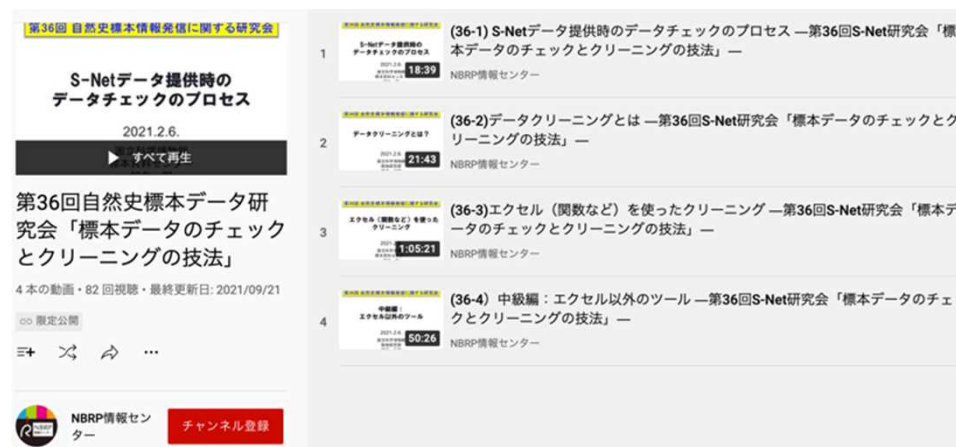 第36回 自然史標本情報発信に関する研究会
S-Netデータ提供時の
データチェックのプロセス
2021.2.6.
すべて再生
第36回自然史標本データ研
究会「標本データのチェック
とクリーニングの技法」
4 本の動画・82 回視聴・最終更新日: 2021/09/21
限定公開
NBRP情報セン
ター
チャンネル登録
1
S-Netデータ提供時の
データチェックのプロセス
18:39
(36-1) S-Netデータ提供時のデータチェックのプロセス ―第36回S-Net研究会「標
本データのチェックとクリーニングの技法」―
NBRP情報センター
2
データクリーニングとは？
21:43
(36-2)データクリーニングとは ―第36回S-Net研究会「標本データのチェックとク
リーニングの技法」―
NBRP情報センター
3
エクセル（関数など）を使った
クリーニング
1:05:21
(36-3)エクセル（関数など）を使ったクリーニング ―第36回S-Net研究会「標本デ
ータのチェックとクリーニングの技法」―
NBRP情報センター
4
中級編：
エクセル以外のツール
50:26
(36-4）中級編：エクセル以外のツール ―第36回S-Net研究会「標本データのチェッ
クとクリーニングの技法」―
NBRP情報センター